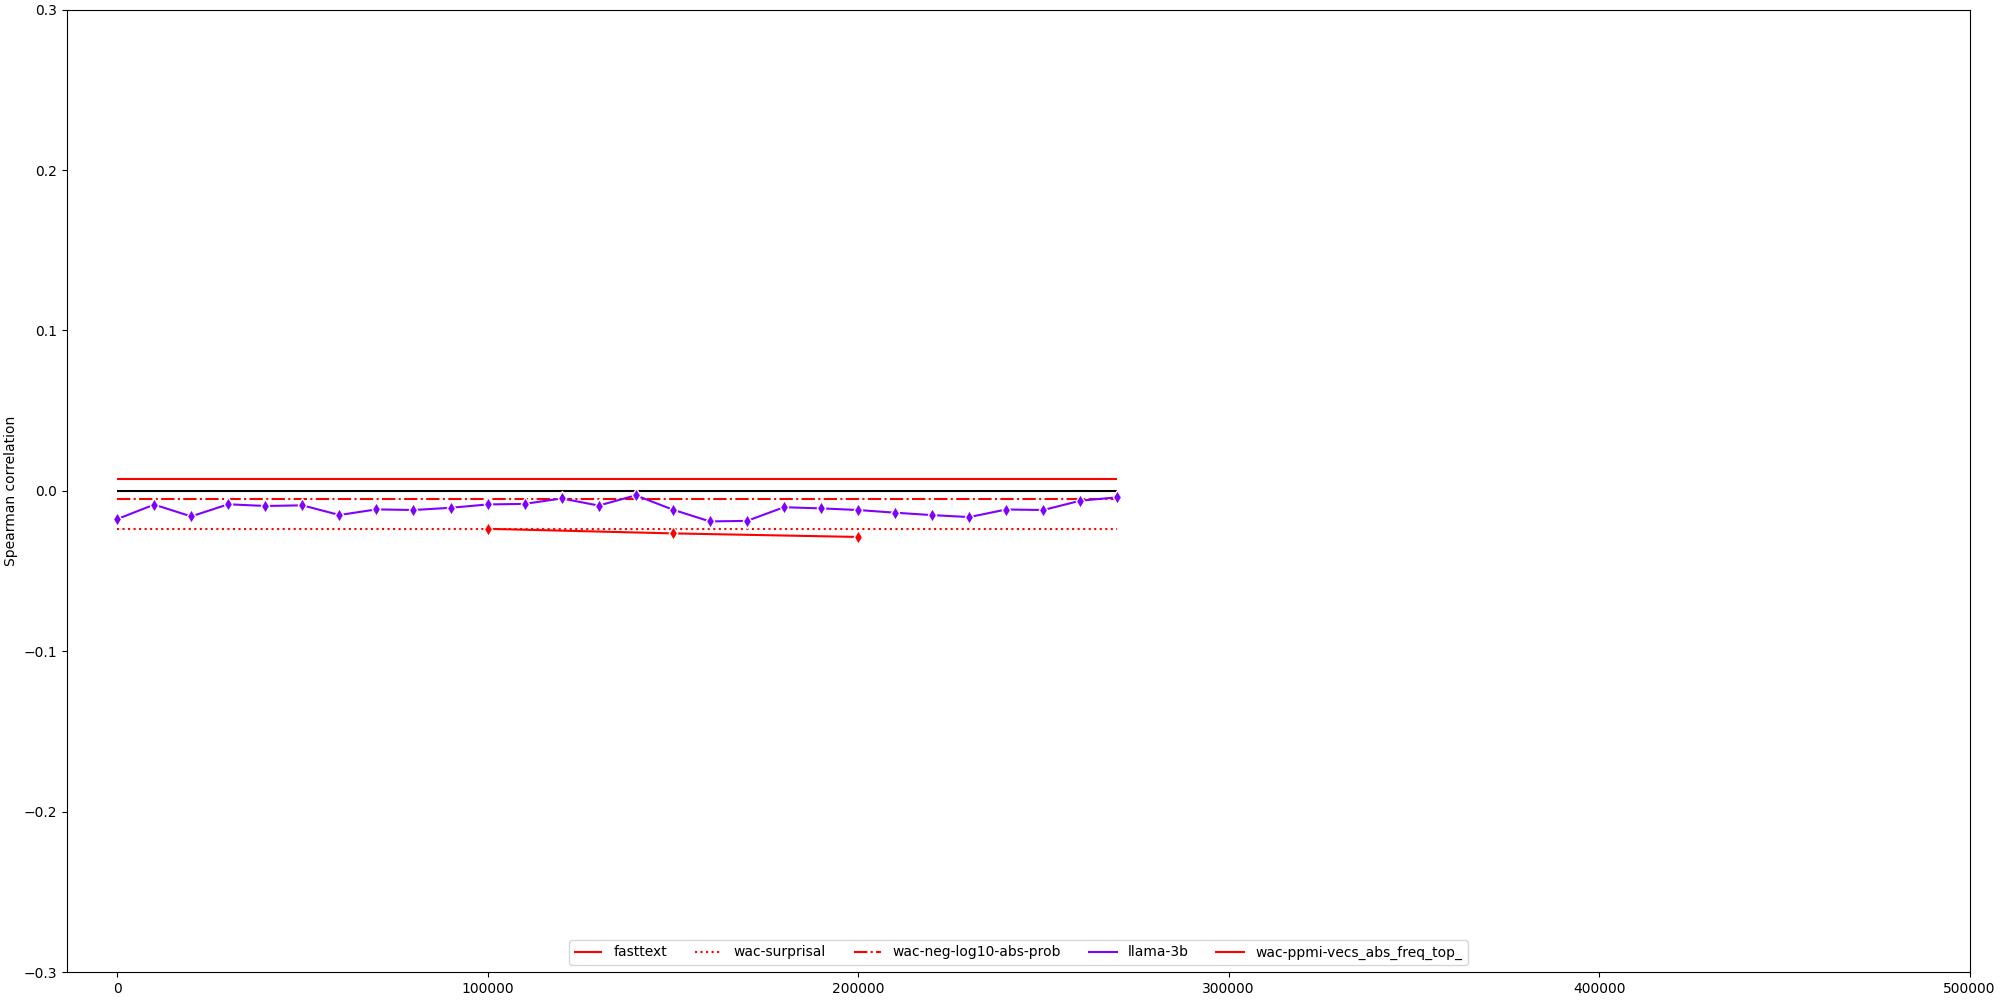 0.3
0.2
0.1
0.0
−0.1
−0.2
−0.3
Spearman correlation
fasttext wac-surprisal wac-neg-log10-abs-prob llama-3b wac-ppmi-vecs_abs_freq_top_
0 100000 200000 300000 400000 500000